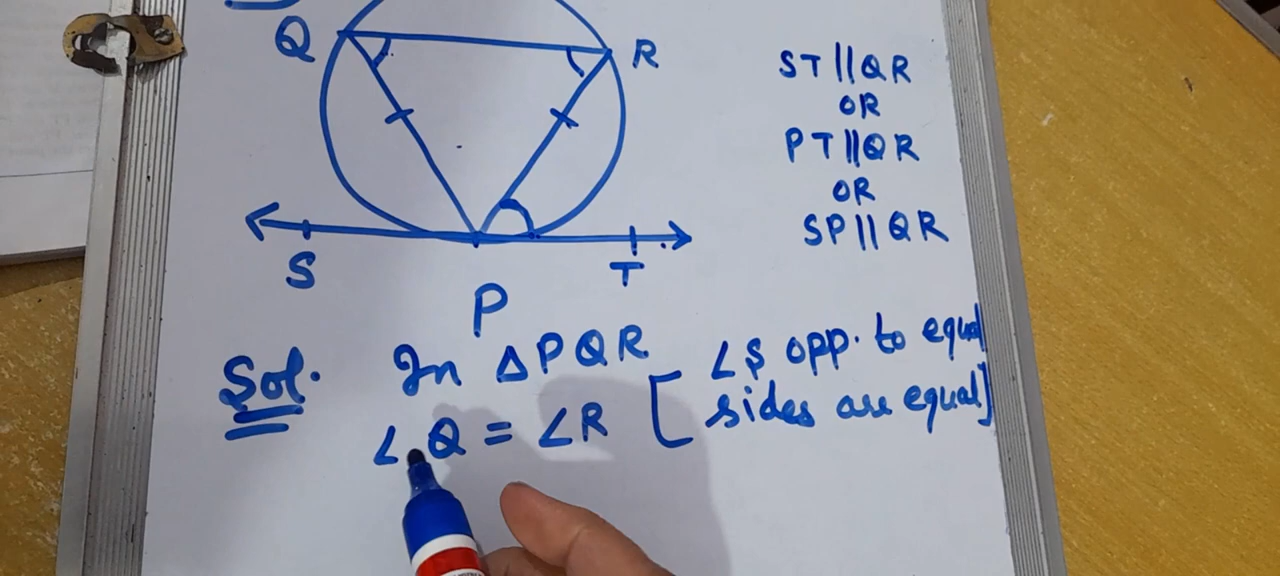 Q R
ST||QR
OR
PT||QR
OR
SP||QR
S T
P
Sol. In ΔPQR
∠Q = ∠R [∠s opp. to equal
sides are equal]